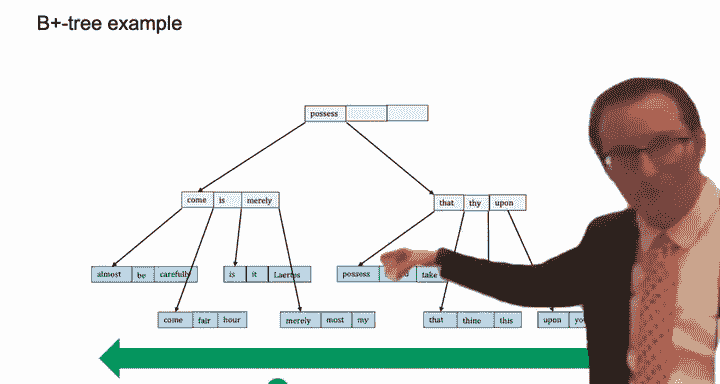 B+-tree example
possess
come is merely
that thy upon
almost be carefully
is it Laertes
possess
take
come fair hour
merely most my
that thine this
upon